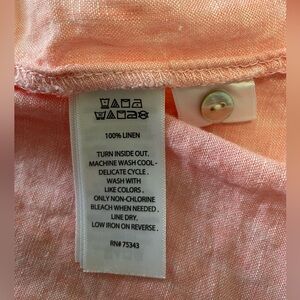 100% LINEN
TURN INSIDE OUT.
MACHINE WASH COOL -
DELICATE CYCLE .
WASH WITH
LIKE COLORS .
ONLY NON-CHLORINE
BLEACH WHEN NEEDED .
LINE DRY.
LOW IRON ON REVERSE .
RN# 75343